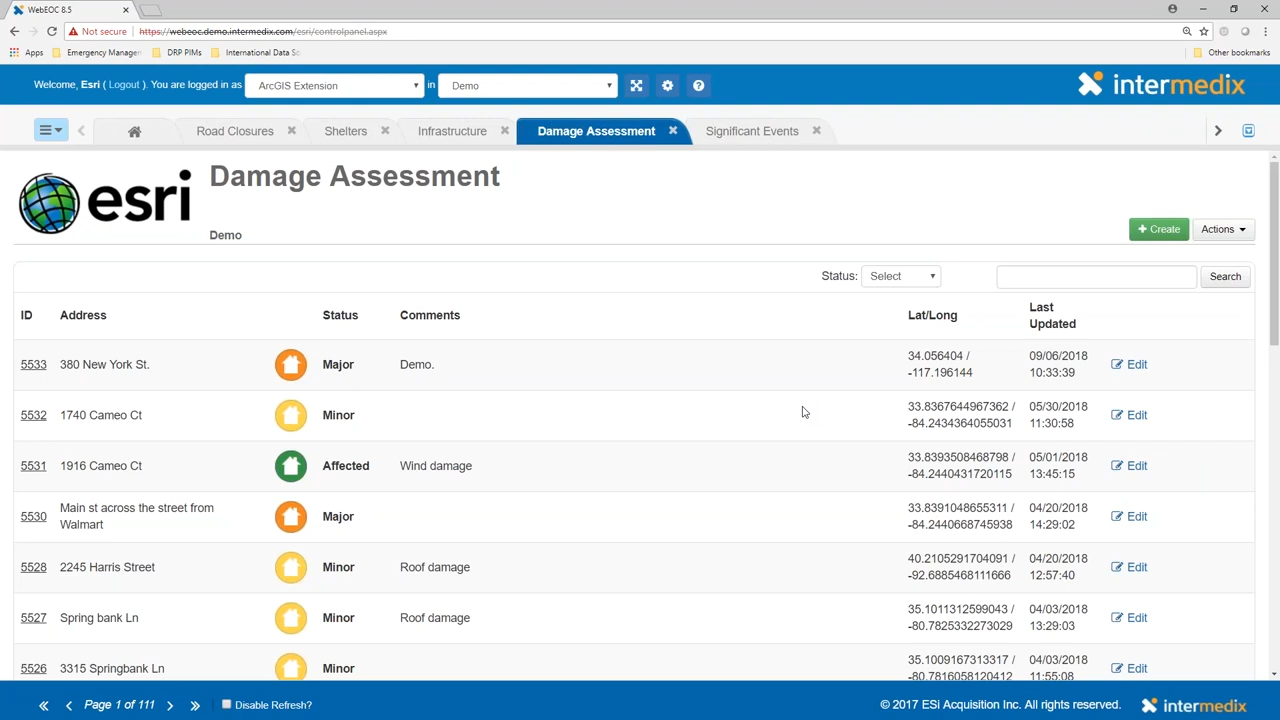 WebEOC 8.5
Not secure
https://webeoc.demo.intermedix.com/esri/controlpanel.aspx
Apps
Emergency Manager
DRP PIMs
International Data Sc
Other bookmarks
Welcome, Esri ( Logout ). You are logged in as
ArcGIS Extension
in
Demo
intermedix
Road Closures
Shelters
Infrastructure
Damage Assessment
Significant Events
esri
Damage Assessment
Demo
Create
Actions
Status:
Select
Search
ID
Address
Status
Comments
Lat/Long
Last
Updated
5533
380 New York St.
Major
Demo.
34.056404 /
-117.196144
09/06/2018
10:33:39
Edit
5532
1740 Cameo Ct
Minor
33.8367644967362 /
-84.2434364055031
05/30/2018
11:30:58
Edit
5531
1916 Cameo Ct
Affected
Wind damage
33.8393508468798 /
-84.2440431720115
05/01/2018
13:45:15
Edit
5530
Main st across the street from
Walmart
Major
33.8391048655311 /
-84.2440668745938
04/20/2018
14:29:02
Edit
5528
2245 Harris Street
Minor
Roof damage
40.2105291704091 /
-92.6885468111666
04/20/2018
12:57:40
Edit
5527
Spring bank Ln
Minor
Roof damage
35.1011312599043 /
-80.7825332273029
04/03/2018
13:29:03
Edit
5526
3315 Springbank Ln
Minor
35.1009167313317 /
-80.7816058120412
04/03/2018
11:55:08
Edit
Page 1 of 111
Disable Refresh?
© 2017 ESi Acquisition Inc. All rights reserved.
intermedix